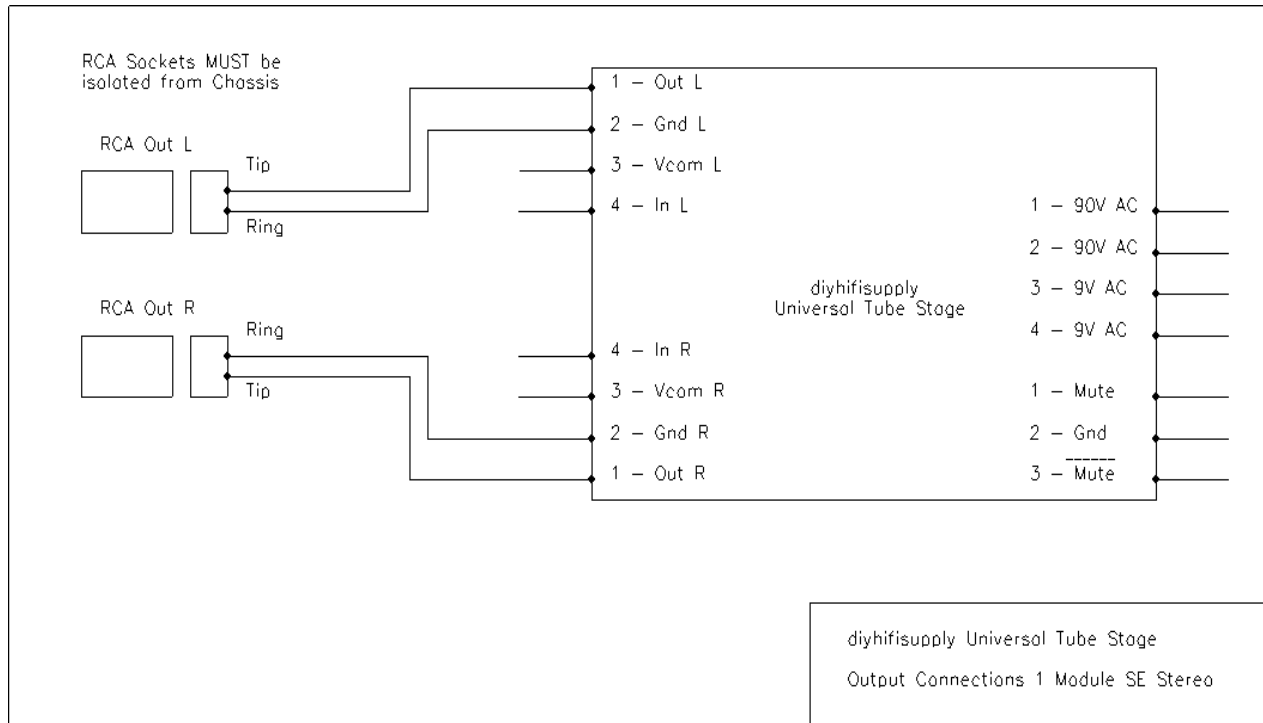 RCA Sockets MUST be
isolated from Chassis
RCA Out L
Tip
Ring
RCA Out R
Ring
Tip
1 – Out L
2 – Gnd L
3 – Vcom L
4 – In L
4 – In R
3 – Vcom R
2 – Gnd R
1 – Out R
diyhifisupply
Universal Tube Stage
1 – 90V AC
2 – 90V AC
3 – 9V AC
4 – 9V AC
1 – Mute
2 – Gnd
3 – Mute
diyhifisupply Universal Tube Stage
Output Connections 1 Module SE Stereo